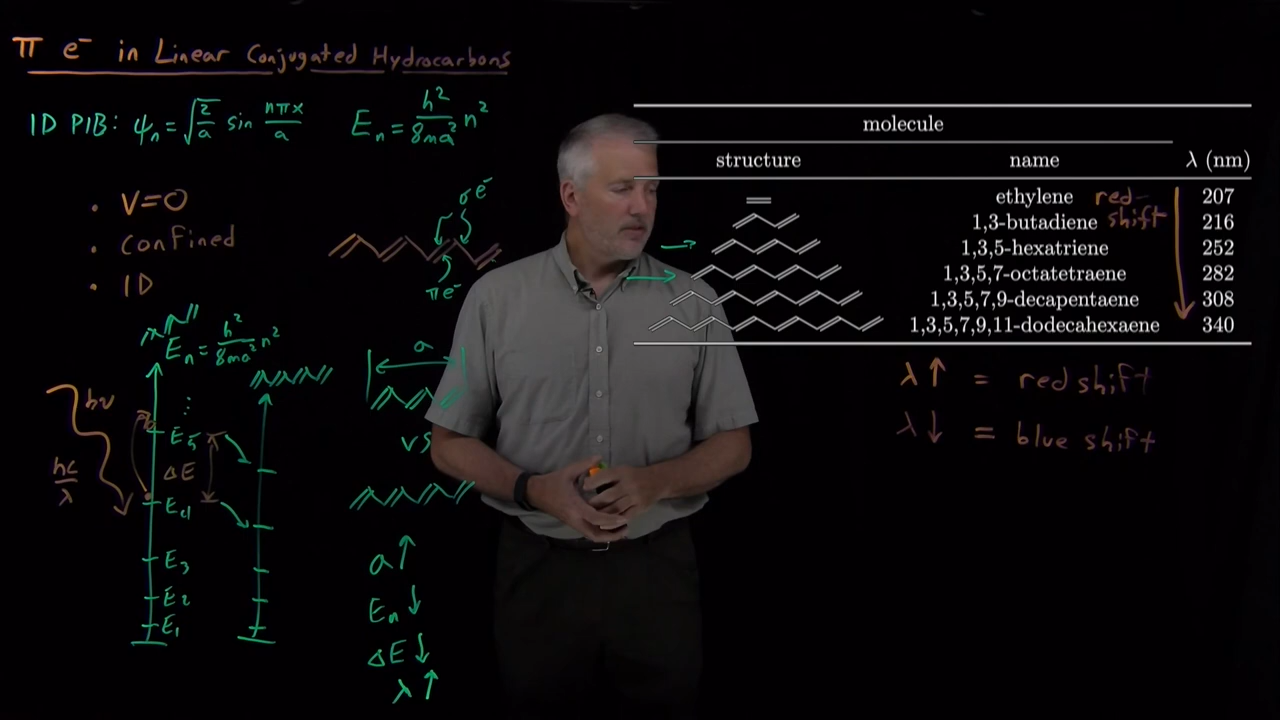 π e⁻ in Linear Conjugated Hydrocarbons
1D PIB: ψₙ = √(2/a) sin nπx/a
Eₙ = h²/8ma² n²
• V=0
• Confined
• 1D
σe⁻
πe⁻
Eₙ = h²/8ma² n²
hν
hc/λ
⋮
E₅
ΔE
E₄
E₃
E₂
E₁
a
vs
a↑
Eₙ↓
ΔE↓
λ↑
molecule
structure name λ (nm)
ethylene 207
1,3-butadiene 216
1,3,5-hexatriene 252
1,3,5,7-octatetraene 282
1,3,5,7,9-decapentaene 308
1,3,5,7,9,11-dodecahexaene 340
red-
shift
λ↑ = red shift
λ↓ = blue shift